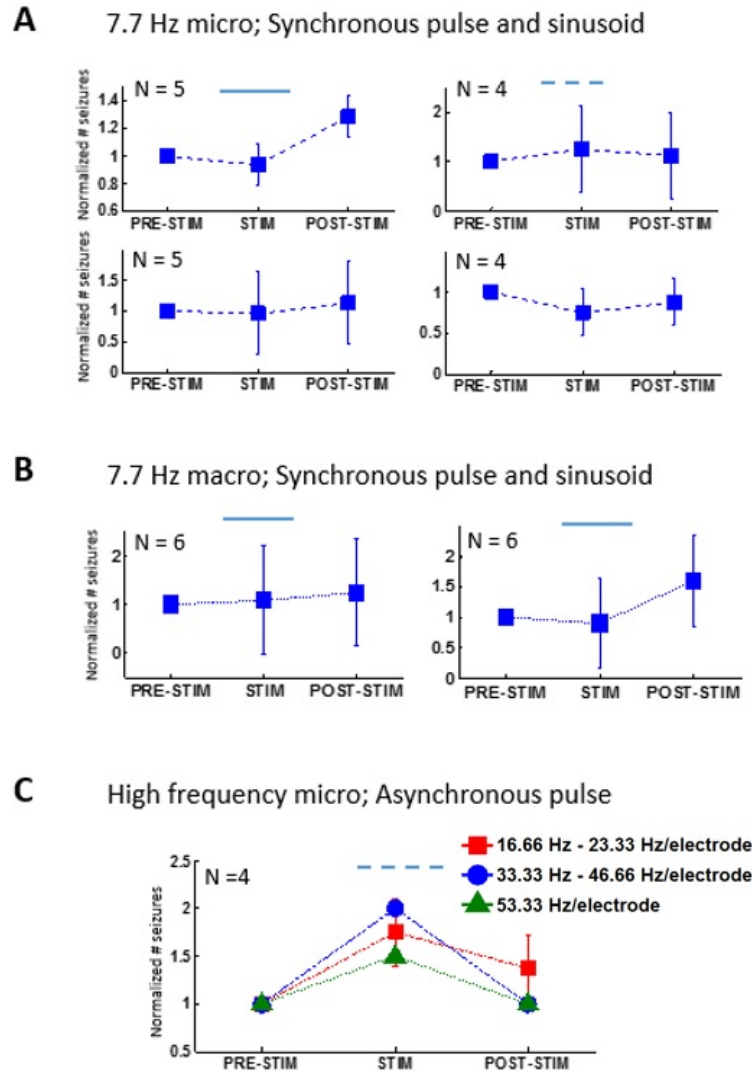 A 7.7 Hz micro; Synchronous pulse and sinusoid
Normalized # seizures
1.4
1.2
1
0.8
0.6
N = 5
PRE-STIM STIM POST-STIM
2
1
0
N = 4
PRE-STIM STIM POST-STIM
Normalized # seizures
1.5
1
0.5
0
N = 5
PRE-STIM STIM POST-STIM
1
0.5
0
N = 4
PRE-STIM STIM POST-STIM
B 7.7 Hz macro; Synchronous pulse and sinusoid
Normalized # seizures
2
1
0
N = 6
PRE-STIM STIM POST-STIM
2
1.5
1
0.5
0
N = 6
PRE-STIM STIM POST-STIM
C High frequency micro; Asynchronous pulse
16.66 Hz - 23.33 Hz/electrode
33.33 Hz - 46.66 Hz/electrode
53.33 Hz/electrode
Normalized # seizures
2.5
2
1.5
1
0.5
N =4
PRE-STIM STIM POST-STIM